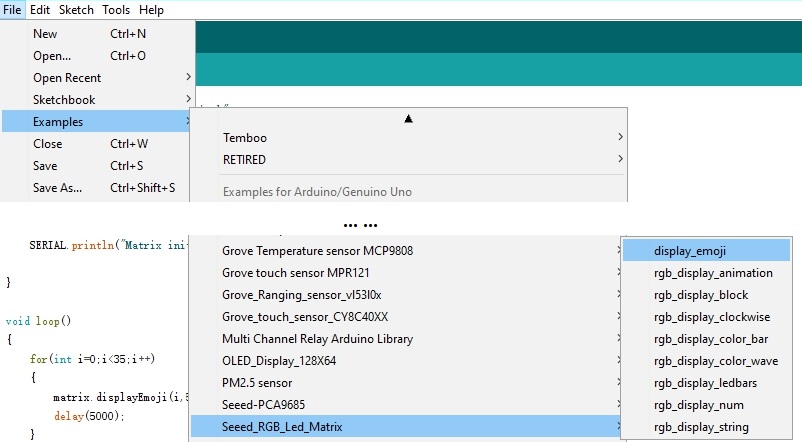 File Edit Sketch Tools Help
New Ctrl+N
Open... Ctrl+O
Open Recent
Sketchbook
Examples
Close Ctrl+W
Save Ctrl+S
Save As... Ctrl+Shift+S
Temboo
RETIRED
Examples for Arduino/Genuino Uno
... ...
SERIAL.println("Matrix ini
}
void loop()
{
for(int i=0;i<35;i++)
{
matrix.displayEmoji(i,5
delay(5000);
}
Grove Temperature sensor MCP9808
Grove touch sensor MPR121
Grove_Ranging_sensor_vl53l0x
Grove_touch_sensor_CY8C40XX
Multi Channel Relay Arduino Library
OLED_Display_128X64
PM2.5 sensor
Seeed-PCA9685
Seeed_RGB_Led_Matrix
display_emoji
rgb_display_animation
rgb_display_block
rgb_display_clockwise
rgb_display_color_bar
rgb_display_color_wave
rgb_display_ledbars
rgb_display_num
rgb_display_string